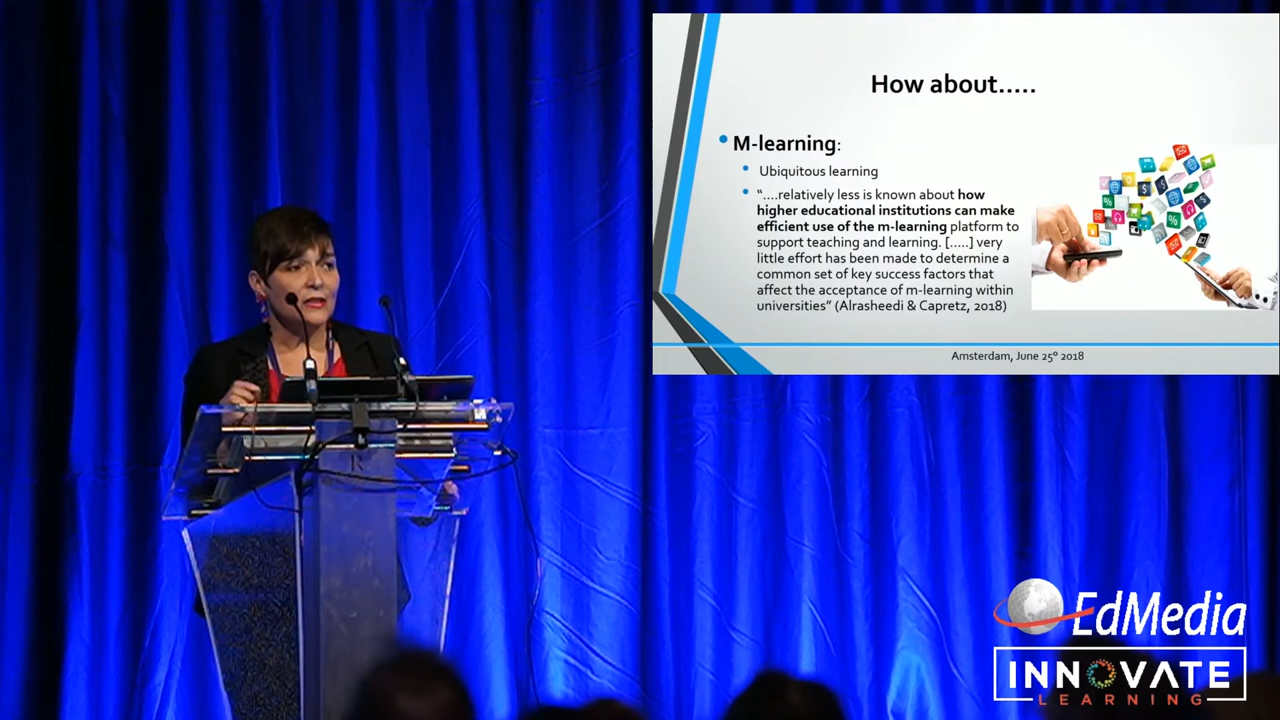 How about.....
M-learning:
Ubiquitous learning
“....relatively less is known about how
higher educational institutions can make
efficient use of the m-learning platform to
support teaching and learning. [.....] very
little effort has been made to determine a
common set of key success factors that
affect the acceptance of m-learning within
universities” (Alrasheedi & Capretz, 2018)
Amsterdam, June 25º 2018
R
EdMedia
INNOVATE
LEARNING